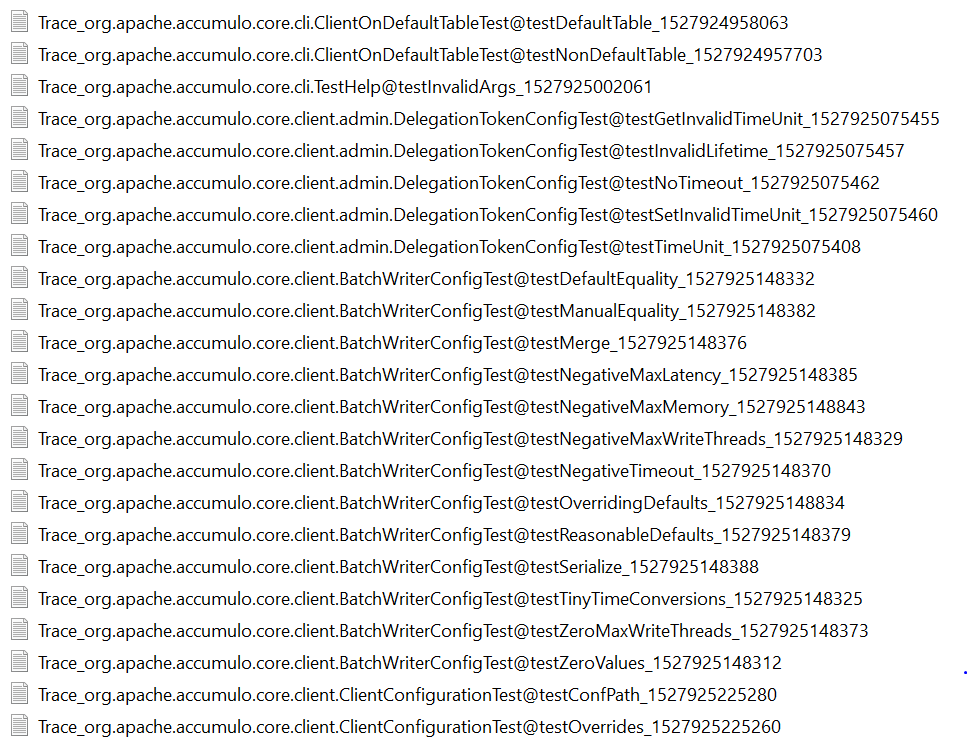 Trace_org.apache.accumulo.core.cli.ClientOnDefaultTableTest@testDefaultTable_1527924958063
Trace_org.apache.accumulo.core.cli.ClientOnDefaultTableTest@testNonDefaultTable_1527924957703
Trace_org.apache.accumulo.core.cli.TestHelp@testInvalidArgs_1527925002061
Trace_org.apache.accumulo.core.client.admin.DelegationTokenConfigTest@testGetInvalidTimeUnit_1527925075455
Trace_org.apache.accumulo.core.client.admin.DelegationTokenConfigTest@testInvalidLifetime_1527925075457
Trace_org.apache.accumulo.core.client.admin.DelegationTokenConfigTest@testNoTimeout_1527925075462
Trace_org.apache.accumulo.core.client.admin.DelegationTokenConfigTest@testSetInvalidTimeUnit_1527925075460
Trace_org.apache.accumulo.core.client.admin.DelegationTokenConfigTest@testTimeUnit_1527925075408
Trace_org.apache.accumulo.core.client.BatchWriterConfigTest@testDefaultEquality_1527925148332
Trace_org.apache.accumulo.core.client.BatchWriterConfigTest@testManualEquality_1527925148382
Trace_org.apache.accumulo.core.client.BatchWriterConfigTest@testMerge_1527925148376
Trace_org.apache.accumulo.core.client.BatchWriterConfigTest@testNegativeMaxLatency_1527925148385
Trace_org.apache.accumulo.core.client.BatchWriterConfigTest@testNegativeMaxMemory_1527925148843
Trace_org.apache.accumulo.core.client.BatchWriterConfigTest@testNegativeMaxWriteThreads_1527925148329
Trace_org.apache.accumulo.core.client.BatchWriterConfigTest@testNegativeTimeout_1527925148370
Trace_org.apache.accumulo.core.client.BatchWriterConfigTest@testOverridingDefaults_1527925148834
Trace_org.apache.accumulo.core.client.BatchWriterConfigTest@testReasonableDefaults_1527925148379
Trace_org.apache.accumulo.core.client.BatchWriterConfigTest@testSerialize_1527925148388
Trace_org.apache.accumulo.core.client.BatchWriterConfigTest@testTinyTimeConversions_1527925148325
Trace_org.apache.accumulo.core.client.BatchWriterConfigTest@testZeroMaxWriteThreads_1527925148373
Trace_org.apache.accumulo.core.client.BatchWriterConfigTest@testZeroValues_1527925148312
Trace_org.apache.accumulo.core.client.ClientConfigurationTest@testConfPath_1527925225280
Trace_org.apache.accumulo.core.client.ClientConfigurationTest@testOverrides_1527925225260